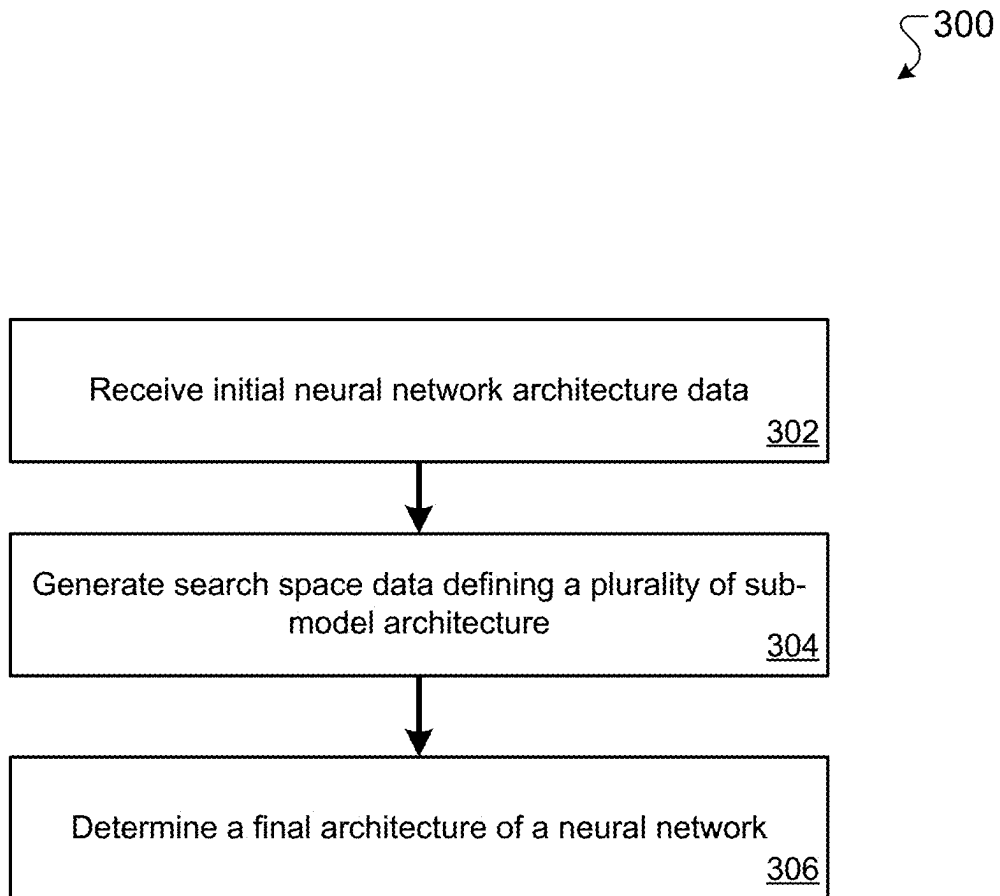 300
Receive initial neural network architecture data
302
Generate search space data defining a plurality of sub-
model architecture
304
Determine a final architecture of a neural network
306